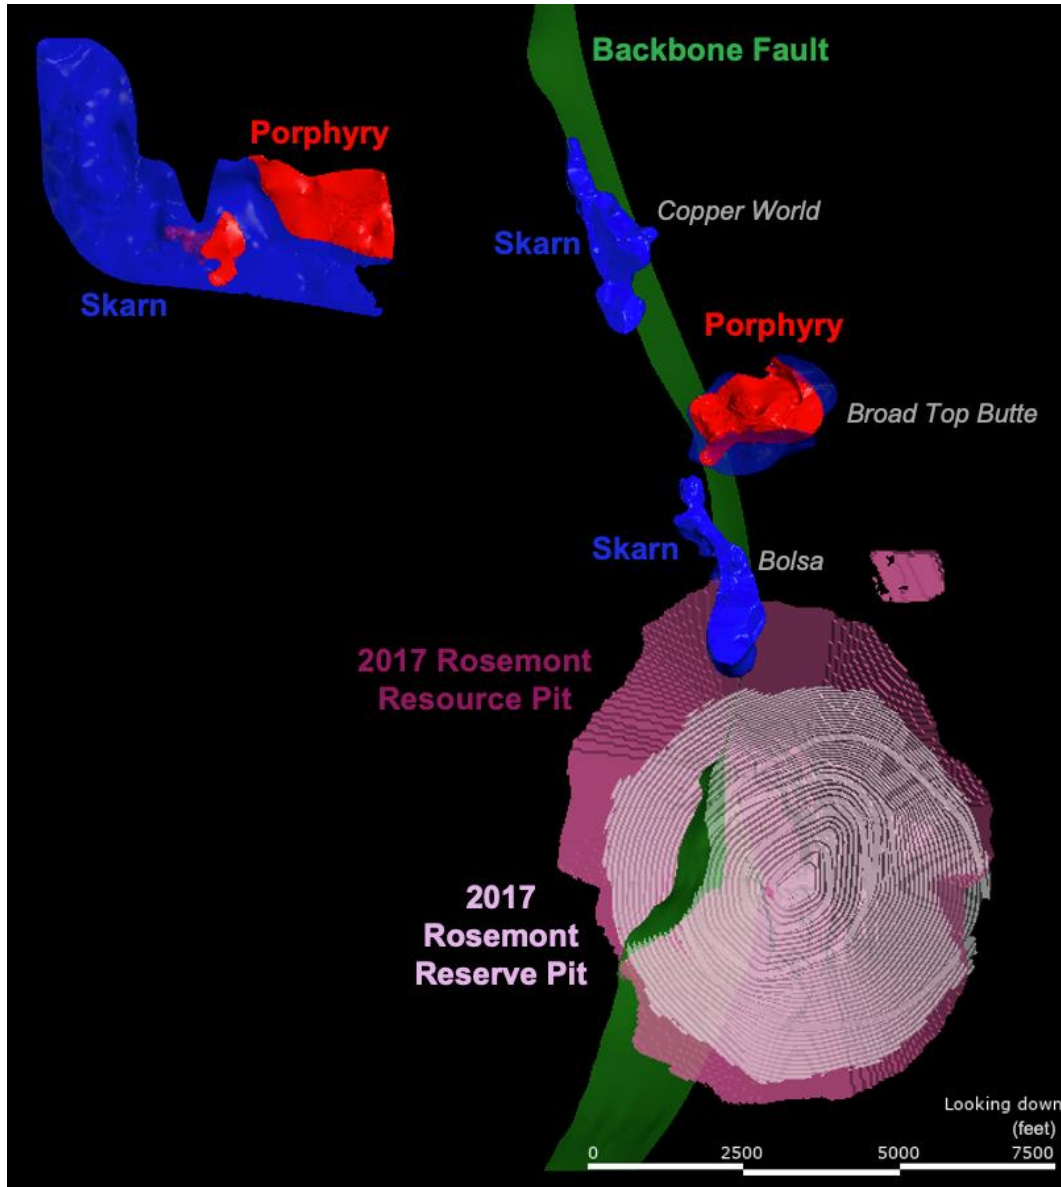 Backbone Fault
Porphyry
Copper World
Skarn
Skarn
Porphyry
Broad Top Butte
Skarn
Bolsa
2017 Rosemont
Resource Pit
2017
Rosemont
Reserve Pit
Looking down
(feet)
0 2500 5000 7500